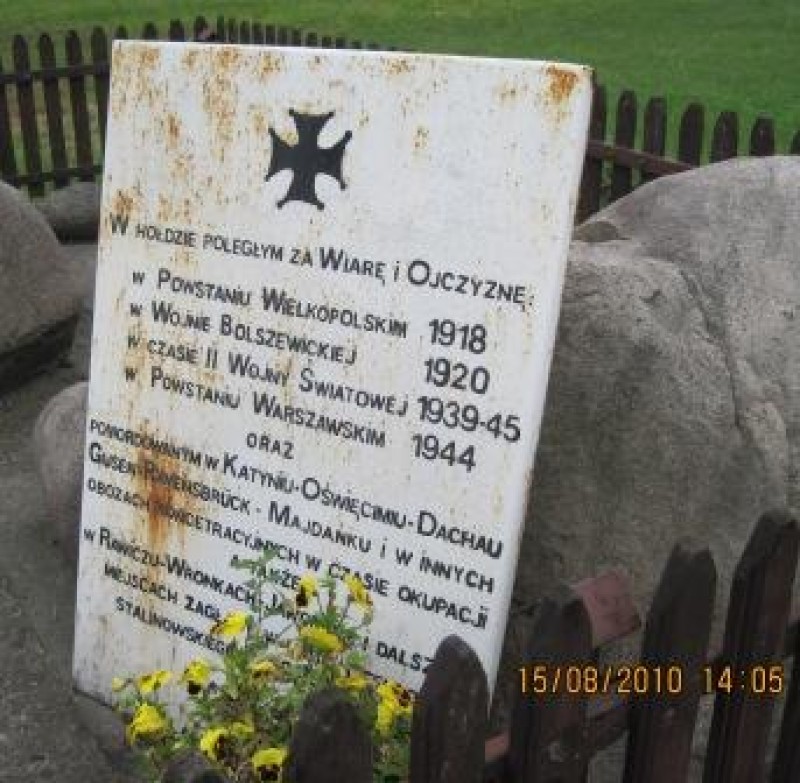 W HOŁDZIE POLEGŁYM ZA WIARĘ I OJCZYZNĘ:
W POWSTANIU WIELKOPOLSKIM 1918
W WOJNIE BOLSZEWICKIEJ 1920
W CZASIE II WOJNY ŚWIATOWEJ 1939-45
W POWSTANIU WARSZAWSKIM 1944
ORAZ
POMORDOWANYM W KATYNIU-OŚWIĘCIMIU-DACHAU
GUSEN-RAVENSBRÜCK-MAJDANKU I W INNYCH
OBOZACH KONCETRACYJNYCH W CZASIE OKUPACJI
W RAWICZU-WRONKACH
MIEJSCACH
STALINOWSKIEGO
15/08/2010 14:05